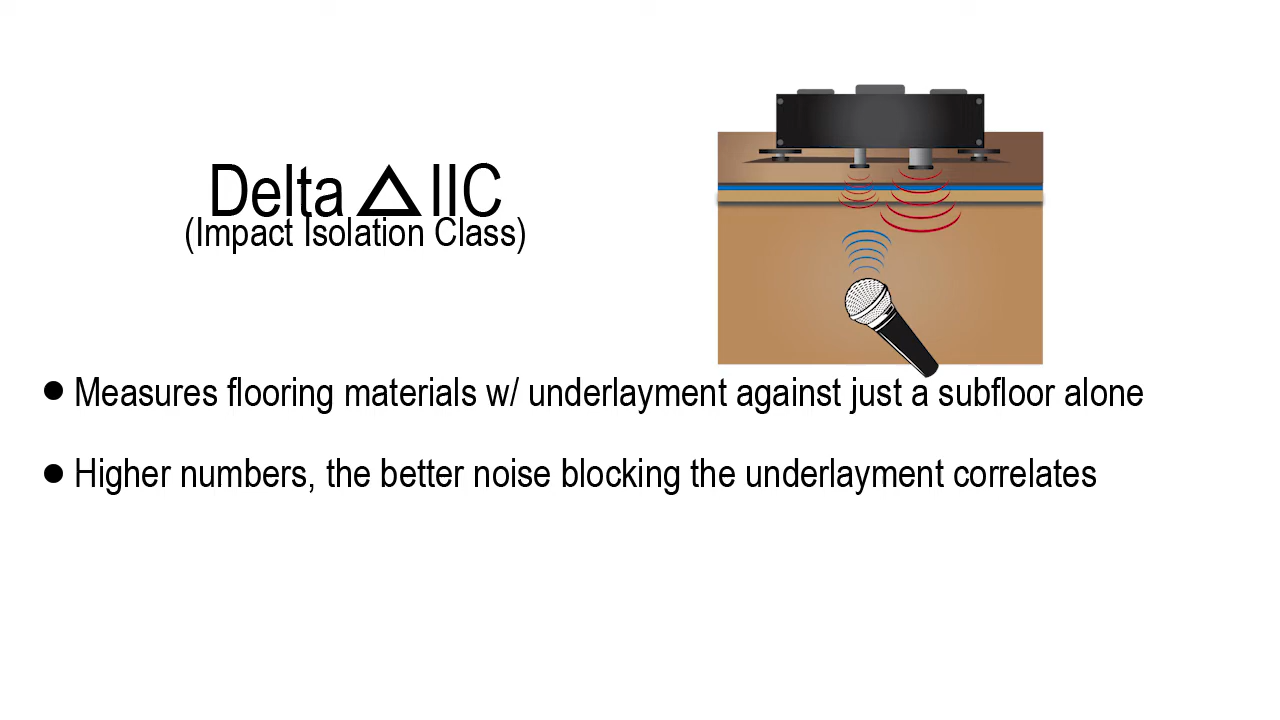 Delta △ IIC
(Impact Isolation Class)
● Measures flooring materials w/ underlayment against just a subfloor alone
● Higher numbers, the better noise blocking the underlayment correlates